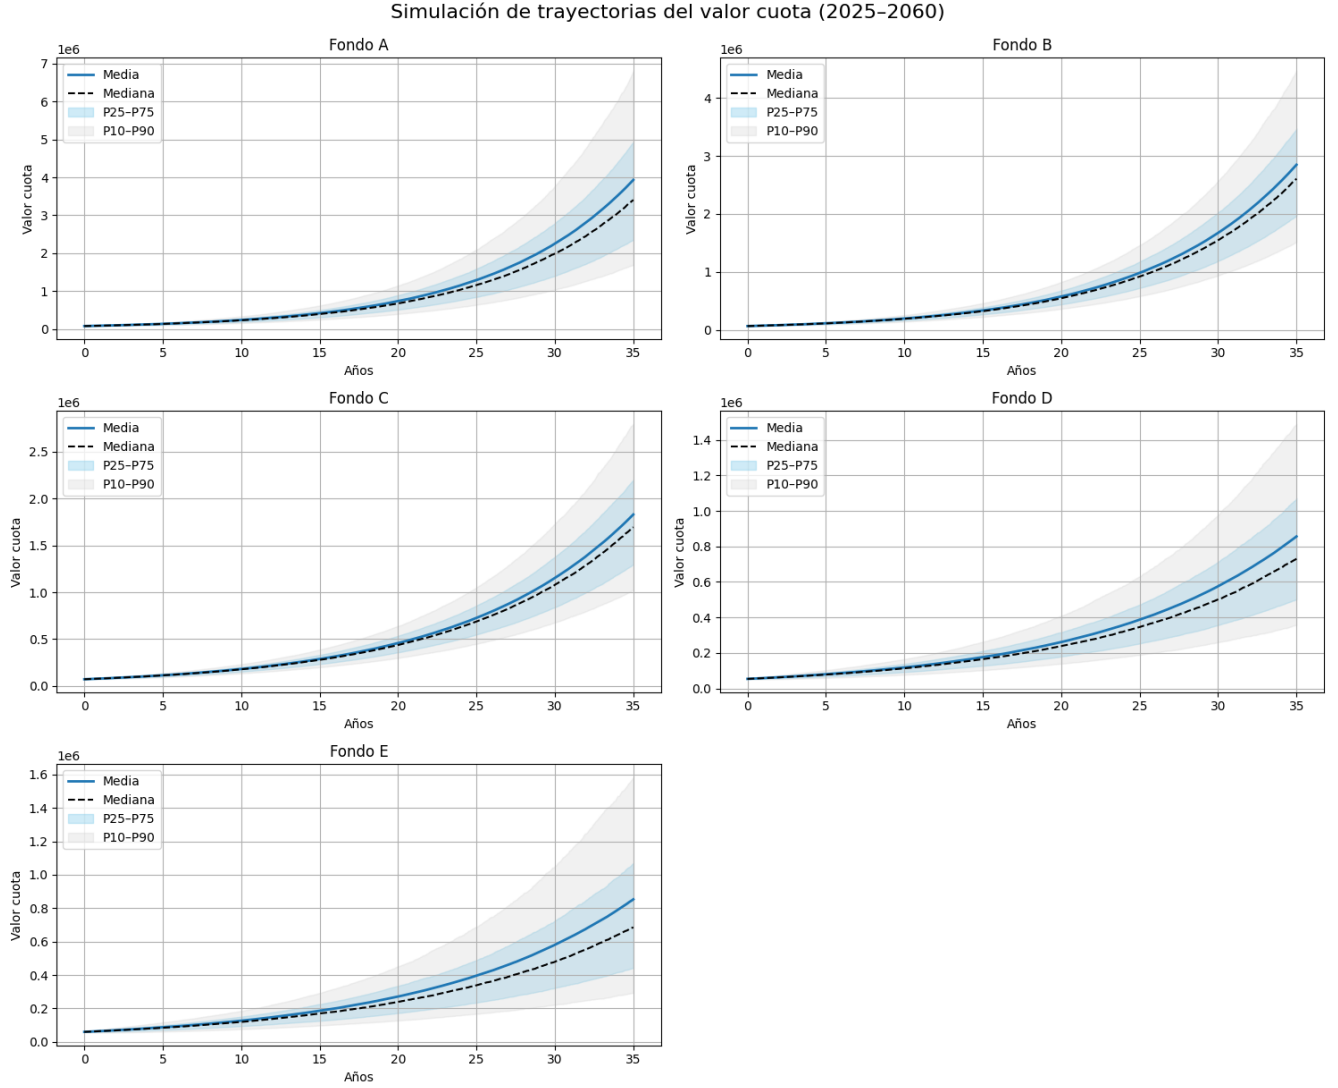 Simulación de trayectorias del valor cuota (2025–2060)
Fondo A
1e6
7
6
5
4
3
2
1
0
Valor cuota
Media
Mediana
P25–P75
P10–P90
0 5 10 15 20 25 30 35
Años
Fondo B
1e6
4
3
2
1
0
Valor cuota
Media
Mediana
P25–P75
P10–P90
0 5 10 15 20 25 30 35
Años
Fondo C
1e6
2.5
2.0
1.5
1.0
0.5
0.0
Valor cuota
Media
Mediana
P25–P75
P10–P90
0 5 10 15 20 25 30 35
Años
Fondo D
1e6
1.4
1.2
1.0
0.8
0.6
0.4
0.2
0.0
Valor cuota
Media
Mediana
P25–P75
P10–P90
0 5 10 15 20 25 30 35
Años
Fondo E
1e6
1.6
1.4
1.2
1.0
0.8
0.6
0.4
0.2
0.0
Valor cuota
Media
Mediana
P25–P75
P10–P90
0 5 10 15 20 25 30 35
Años